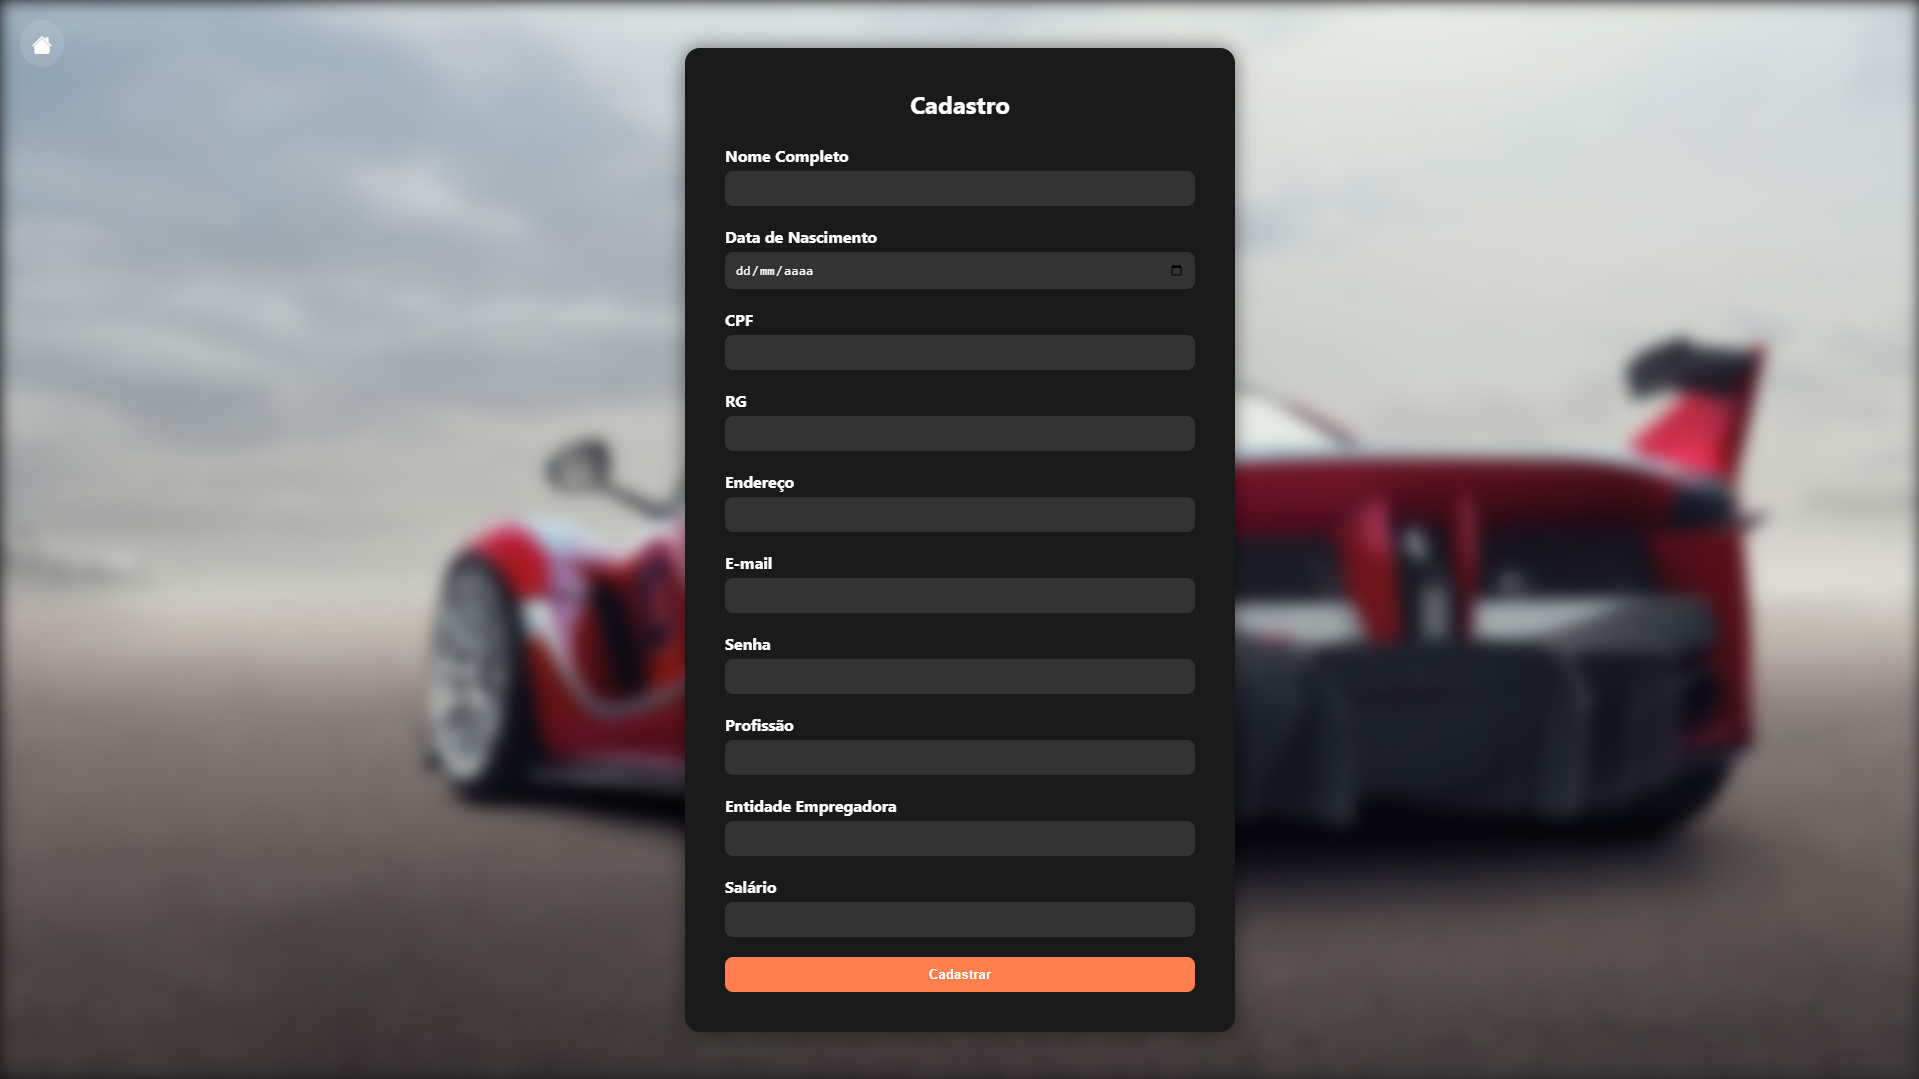 Cadastro
Nome Completo
Data de Nascimento
dd/mm/aaaa
CPF
RG
Endereço
E-mail
Senha
Profissão
Entidade Empregadora
Salário
Cadastrar